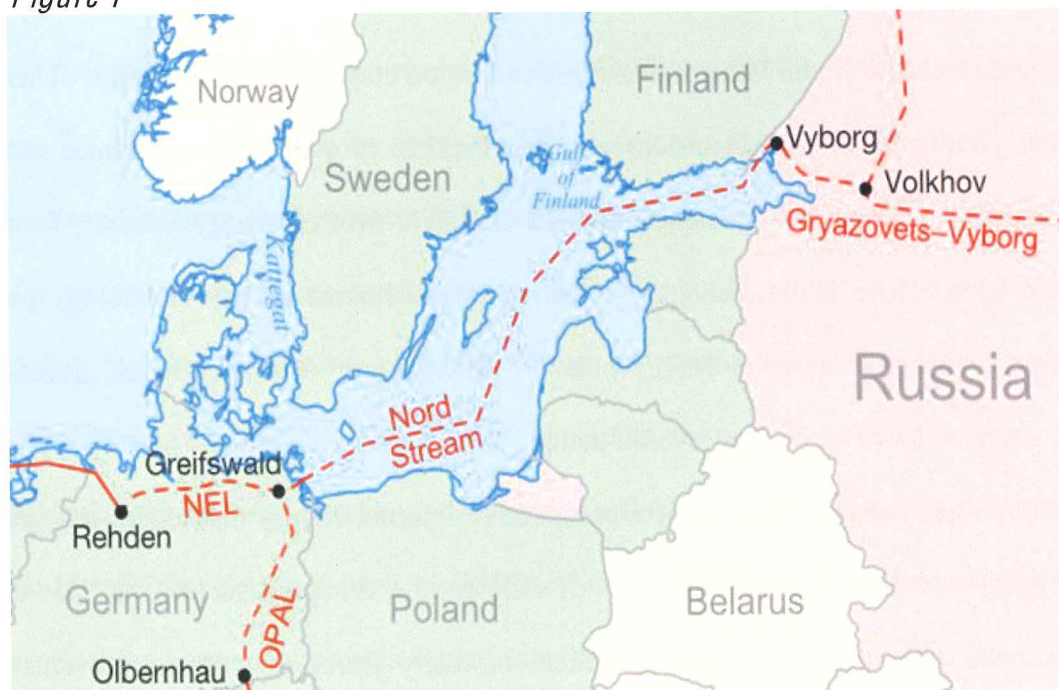 Figure 1
Norway
Finland
Sweden
Gulf
of
Finland
Vyborg
Volkhov
Gryazovets-Vyborg
Kattegat
Russia
Nord
Stream
Greifswald
NEL
Rehden
Germany
OPAL
Poland
Belarus
Olbernhau